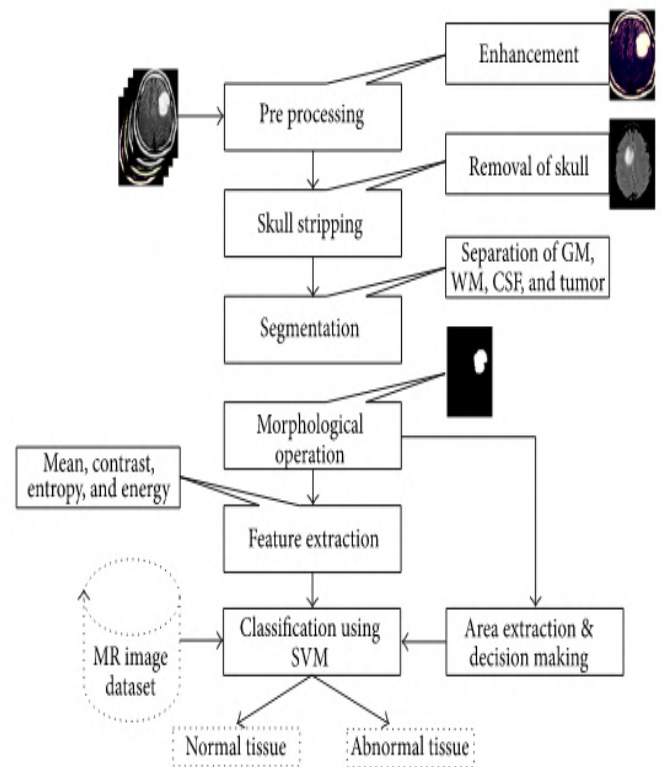 Enhancement
Pre processing
Removal of skull
Skull stripping
Separation of GM,
WM, CSF, and tumor
Segmentation
Morphological
operation
Mean, contrast,
entropy, and energy
Feature extraction
MR image
dataset
Classification using
SVM
Area extraction &
decision making
Normal tissue
Abnormal tissue